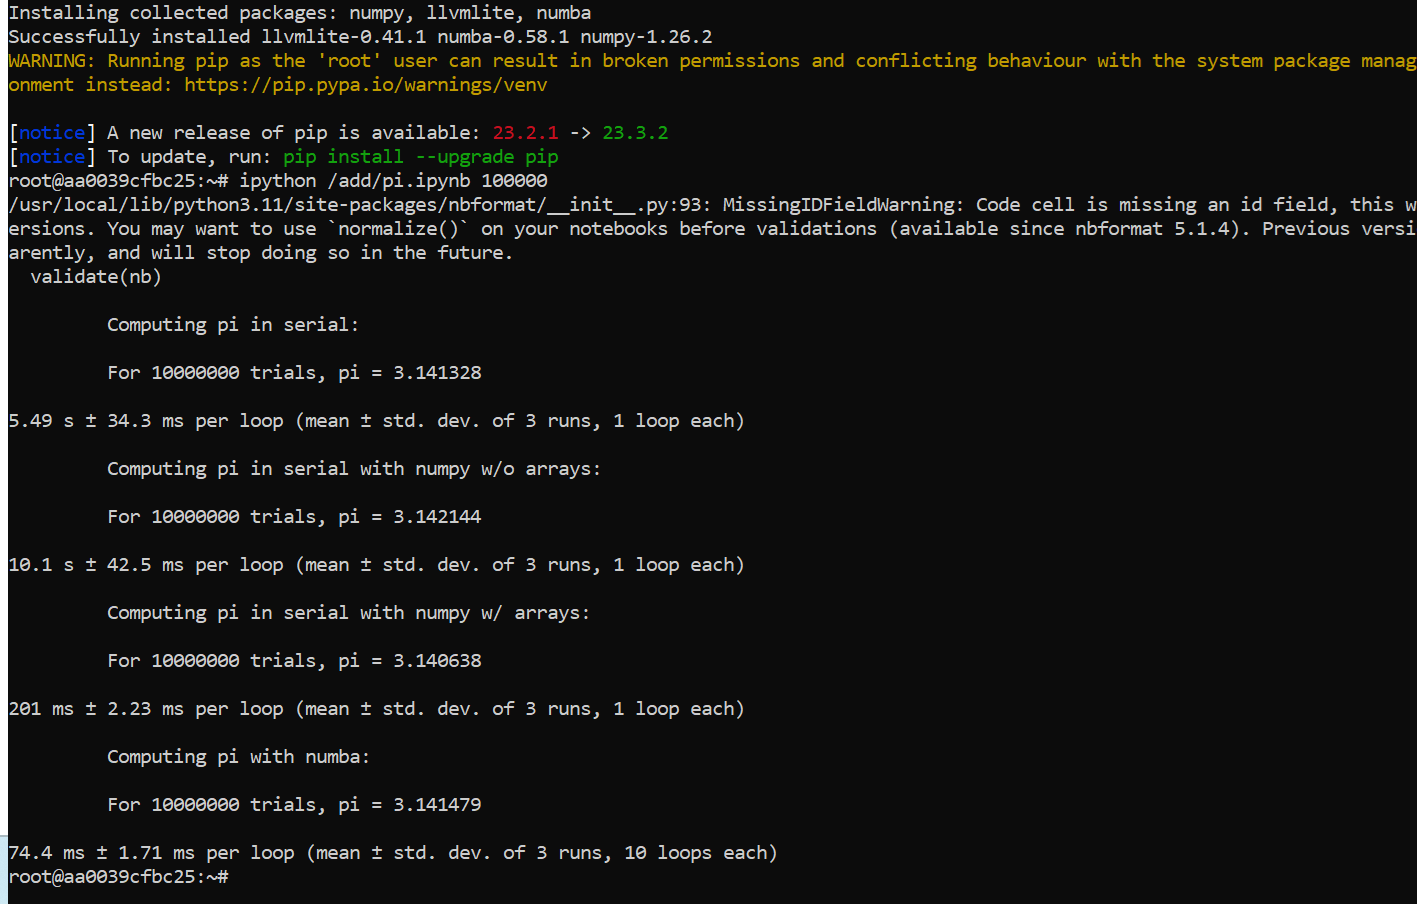 Installing collected packages: numpy, llvmlite, numba
Successfully installed llvmlite-0.41.1 numba-0.58.1 numpy-1.26.2
WARNING: Running pip as the 'root' user can result in broken permissions and conflicting behaviour with the system package manag
onment instead: https://pip.pypa.io/warnings/venv
[notice] A new release of pip is available: 23.2.1 -> 23.3.2
[notice] To update, run: pip install --upgrade pip
root@aa0039cfbc25:~# ipython /add/pi.ipynb 100000
/usr/local/lib/python3.11/site-packages/nbformat/__init__.py:93: MissingIDFieldWarning: Code cell is missing an id field, this w
ersions. You may want to use `normalize()` on your notebooks before validations (available since nbformat 5.1.4). Previous versi
arently, and will stop doing so in the future.
  validate(nb)
Computing pi in serial:
For 10000000 trials, pi = 3.141328
5.49 s ± 34.3 ms per loop (mean ± std. dev. of 3 runs, 1 loop each)
Computing pi in serial with numpy w/o arrays:
For 10000000 trials, pi = 3.142144
10.1 s ± 42.5 ms per loop (mean ± std. dev. of 3 runs, 1 loop each)
Computing pi in serial with numpy w/ arrays:
For 10000000 trials, pi = 3.140638
201 ms ± 2.23 ms per loop (mean ± std. dev. of 3 runs, 1 loop each)
Computing pi with numba:
For 10000000 trials, pi = 3.141479
74.4 ms ± 1.71 ms per loop (mean ± std. dev. of 3 runs, 10 loops each)
root@aa0039cfbc25:~#